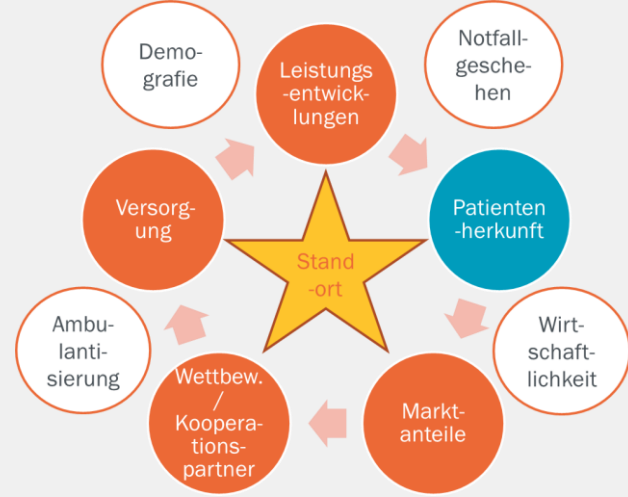 Demo-
grafie
Leistungs
-entwick-
lungen
Notfall
gesche-
hen
Versorg-
ung
Patienten
-herkunft
Stand
-ort
Ambu-
lanti-
sierung
Wirt-
schaft-
lichkeit
Wettbew.
/
Koopera-
tions-
partner
Markt-
anteile